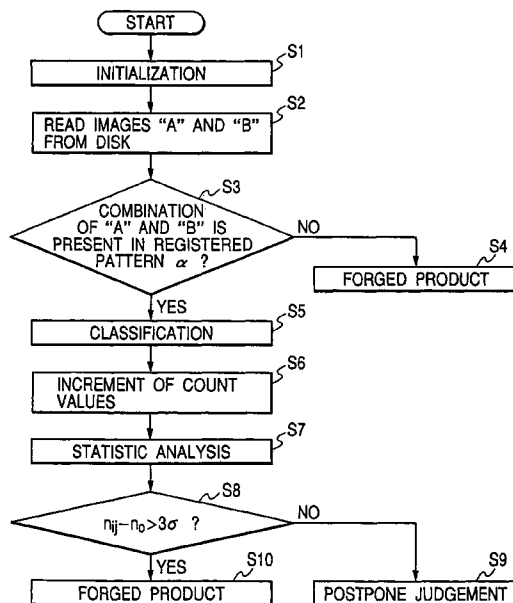 START
S1
INITIALIZATION
S2
READ IMAGES “A” AND “B”
FROM DISK
S3
COMBINATION
OF “A” AND “B” IS
PRESENT IN REGISTERED
PATTERN α ?
NO
S4
FORGED PRODUCT
YES
S5
CLASSIFICATION
S6
INCREMENT OF COUNT
VALUES
S7
STATISTIC ANALYSIS
S8
nij–no>3σ ?
NO
YES
S10
FORGED PRODUCT
S9
POSTPONE JUDGEMENT